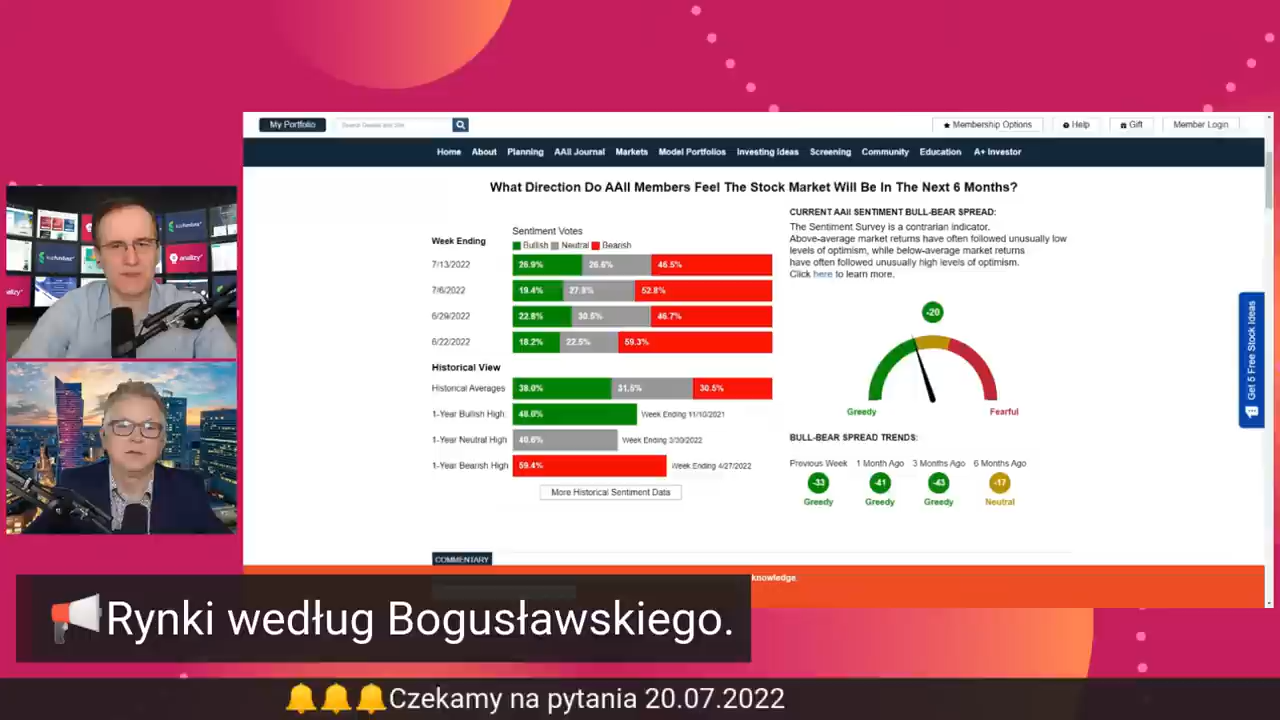 My Portfolio
Membership Options Help Gift Member Login
Home About Planning AAII Journal Markets Model Portfolios Investing Ideas Screening Community Education A+ Investor
What Direction Do AAII Members Feel The Stock Market Will Be In The Next 6 Months?
Week Ending
Sentiment Votes
Bullish Neutral Bearish
7/13/2022 26.9% 26.6% 46.5%
7/6/2022 19.4% 27.8% 52.8%
6/29/2022 22.8% 30.5% 46.7%
6/22/2022 18.2% 22.5% 59.3%
Historical View
Historical Averages 38.0% 31.5% 30.5%
1-Year Bullish High 48.0% Week Ending 11/10/2021
1-Year Neutral High 40.6% Week Ending 3/30/2022
1-Year Bearish High 59.4% Week Ending 4/27/2022
More Historical Sentiment Data
CURRENT AAII SENTIMENT BULL-BEAR SPREAD:
The Sentiment Survey is a contrarian indicator.
Above-average market returns have often followed unusually low
levels of optimism, while below-average market returns
have often followed unusually high levels of optimism.
Click here to learn more.
-20
Greedy Fearful
BULL-BEAR SPREAD TRENDS:
Previous Week 1 Month Ago 3 Months Ago 6 Months Ago
-33 -41 -43 -17
Greedy Greedy Greedy Neutral
Get 5 Free Stock Ideas
COMMENTARY
knowledge
analizy
Rynki według Bogusławskiego.
Czekamy na pytania 20.07.2022